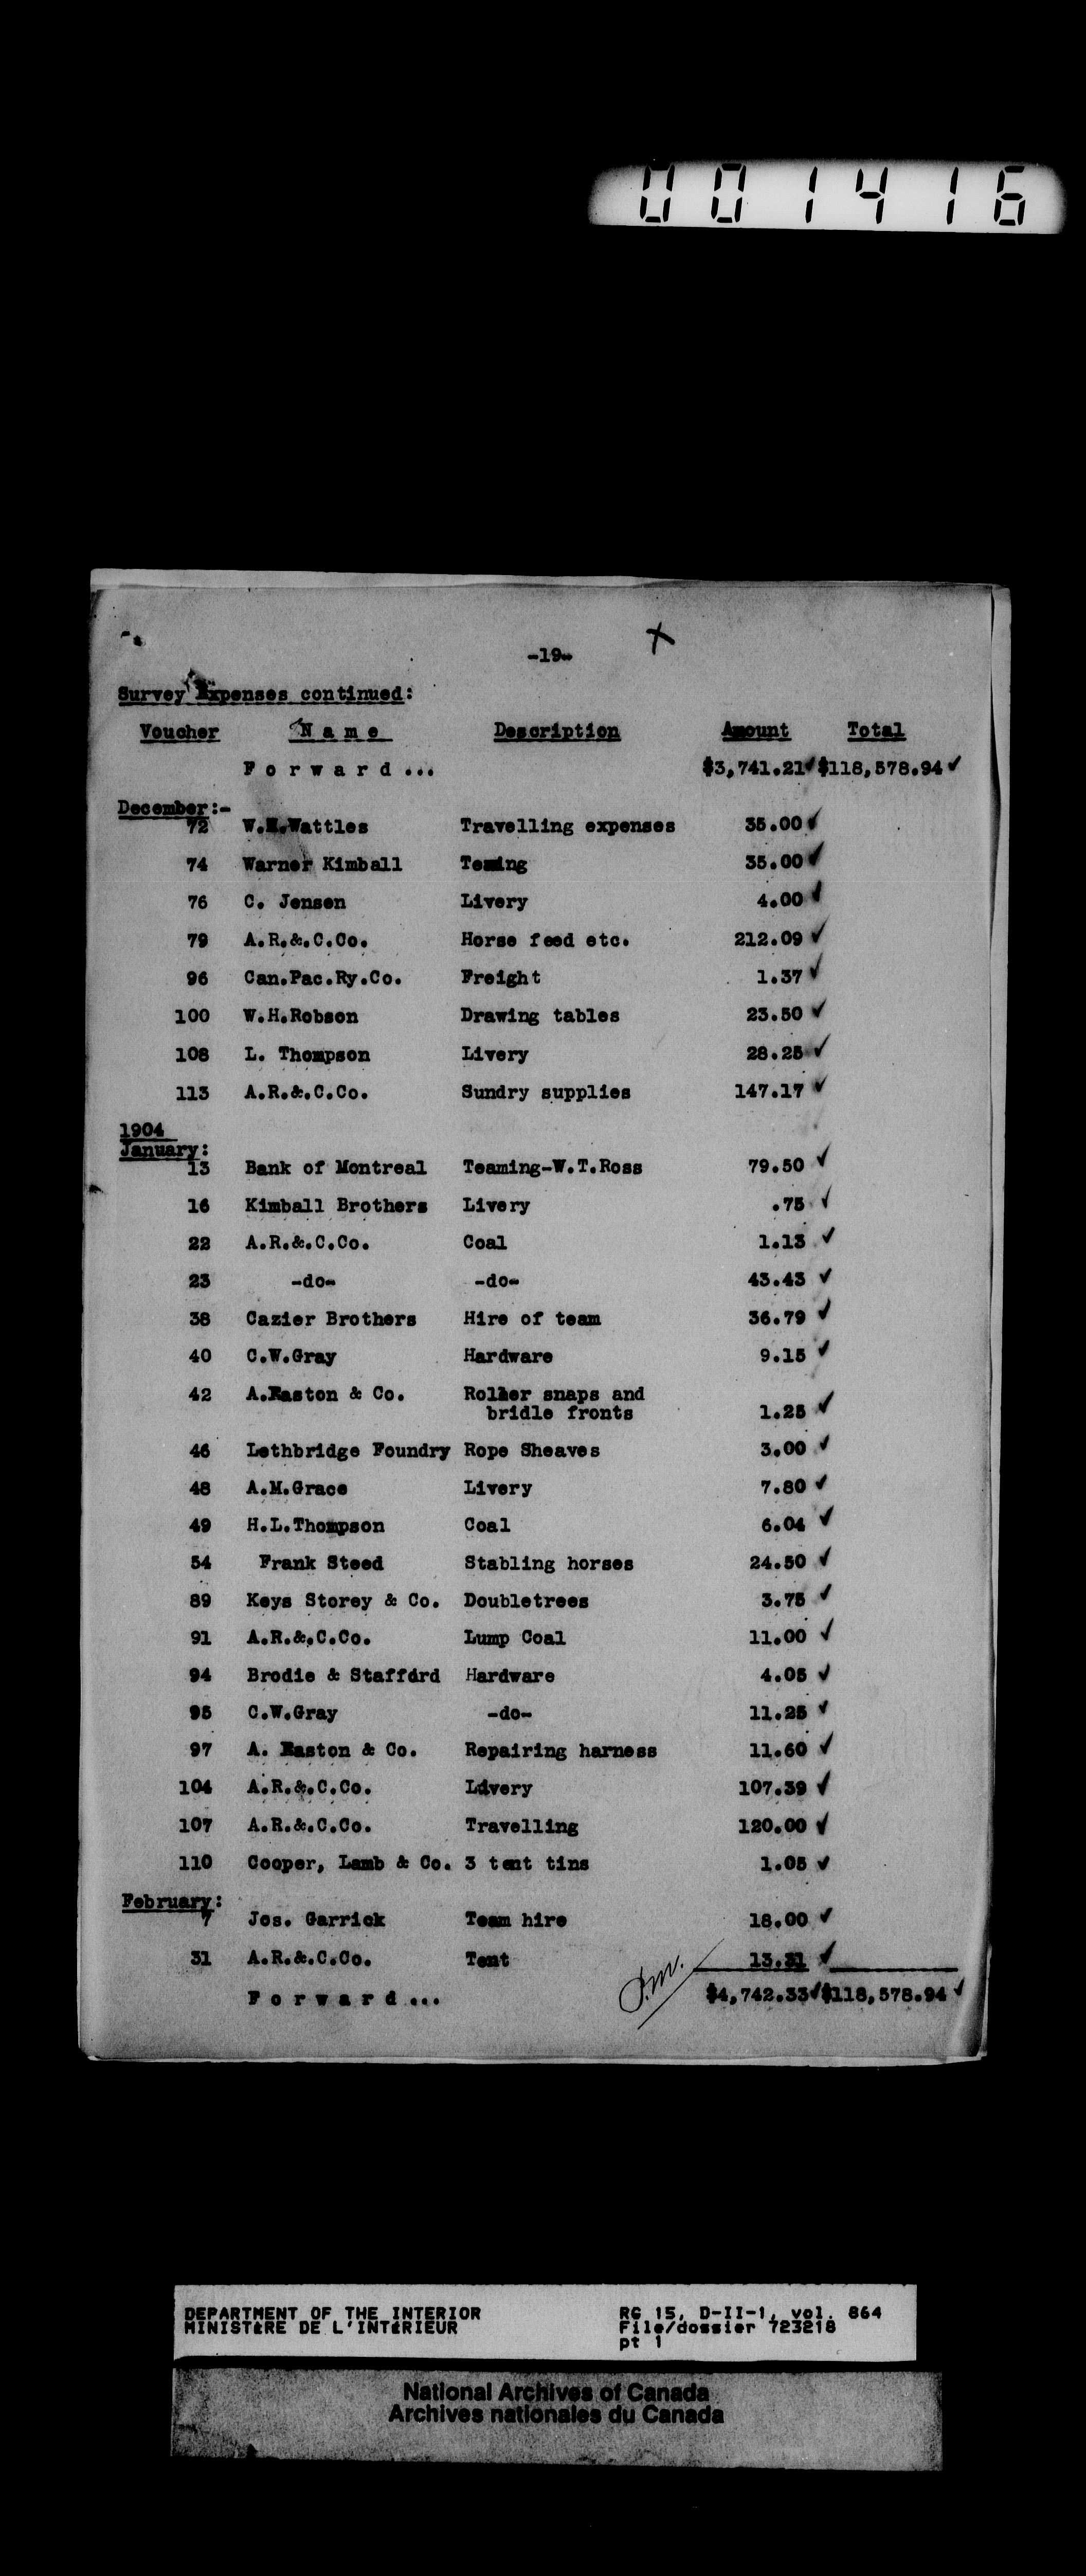 001416
-19-
X
Survey Expenses continued:
Voucher Name Description Amount Total
Forward... $3,741.21✓ $118,578.94✓
December:-
72 W.H.Wattles Travelling expenses 35.00✓
74 Warner Kimball Teming 35.00✓
76 C. Jensen Livery 4.00✓
79 A.R.&.C.Co. Horse feed etc. 212.09✓
96 Can.Pac.Ry.Co. Freight 1.37✓
100 W.H.Robson Drawing tables 23.50✓
108 L. Thompson Livery 28.25✓
113 A.R.&.C.Co. Sundry supplies 147.17✓
1904
January:
13 Bank of Montreal Teaming-W.T.Ross 79.50✓
16 Kimball Brothers Livery .75✓
22 A.R.&.C.Co. Coal 1.13✓
23 -do- -do- 43.43✓
38 Cazier Brothers Hire of team 36.79✓
40 C.W.Gray Hardware 9.15✓
42 A.Easton & Co. Roller snaps and
bridle fronts 1.25✓
46 Lethbridge Foundry Rope Sheaves 3.00✓
48 A.M.Grace Livery 7.80✓
49 H.L.Thompson Coal 6.04✓
54 Frank Steed Stabling horses 24.50✓
89 Keys Storey & Co. Doubletrees 3.75✓
91 A.R.&.C.Co. Lump Coal 11.00✓
94 Brodie & Staffdrd Hardware 4.05✓
95 C.W.Gray -do- 11.25✓
97 A. Easton & Co. Repairing harness 11.60✓
104 A.R.&.C.Co. Livery 107.39✓
107 A.R.&.C.Co. Travelling 120.00✓
110 Cooper, Lamb & Co. 3 tent tins 1.05✓
February:
7 Jos. Garrick Team hire 18.00✓
31 A.R.&.C.Co. Tent 13.31✓
Forward... $4,742.33✓ $118,578.94✓
DEPARTMENT OF THE INTERIOR RG 15, D-II-1, vol. 864
MINISTÈRE DE L'INTÉRIEUR File/dossier 723218
pt 1
National Archives of Canada
Archives nationales du Canada